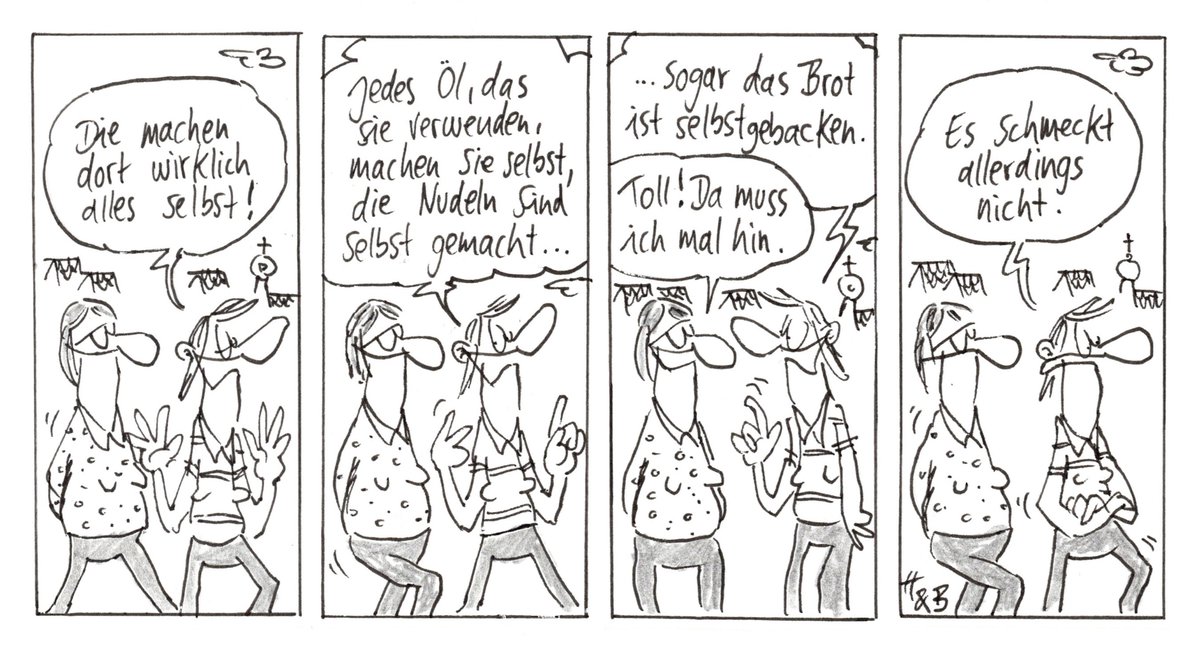 Die machen
dort wirklich
alles selbst!
Jedes Öl, das
sie verwenden,
machen sie selbst,
die Nudeln sind
selbst gemacht...
...sogar das Brot
ist selbstgebacken.
Toll! Da muss
ich mal hin.
Es schmeckt
allerdings
nicht.
H
&B